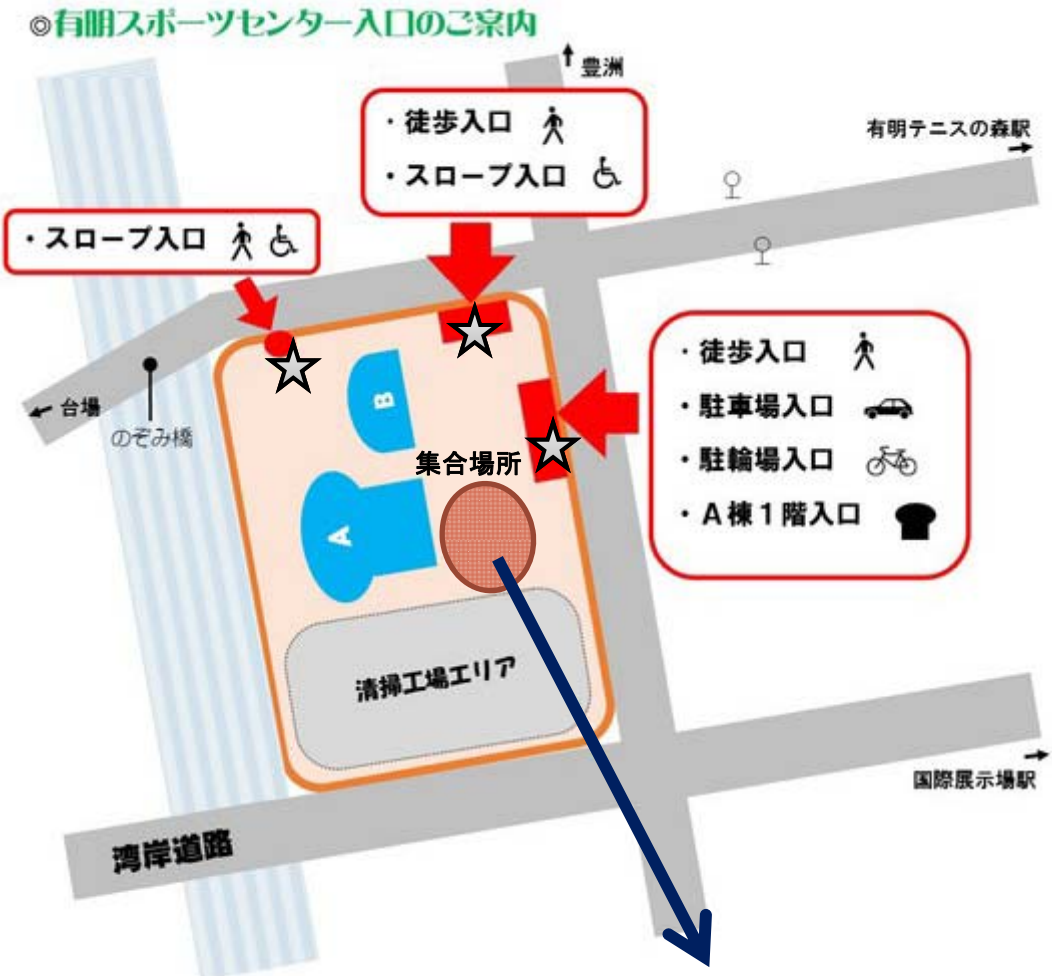 ◎有明スポーツセンター入口のご案内
↑豊洲
・徒歩入口
・スロープ入口
有明テニスの森駅
→
・スロープ入口
・徒歩入口
・駐車場入口
・駐輪場入口
・A棟1階入口
←台場
のぞみ橋
B
集合場所
A
清掃工場エリア
→
国際展示場駅
湾岸道路